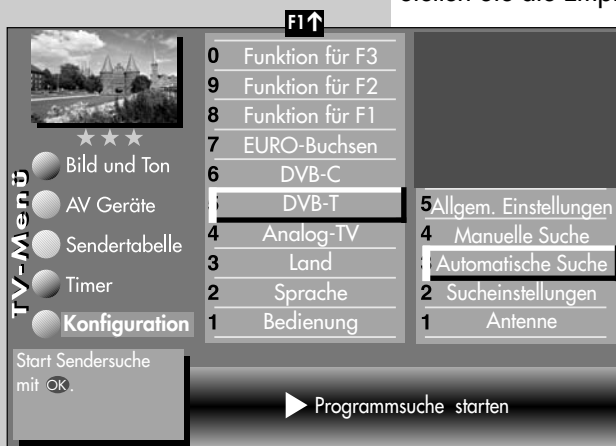 F1↑
0 Funktion für F3
9 Funktion für F2
8 Funktion für F1
7 EURO-Buchsen
6 DVB-C
DVB-T
4 Analog-TV
3 Land
2 Sprache
1 Bedienung
TV-Menü
Bild und Ton
AV Geräte
Sendertabelle
Timer
Konfiguration
5 Allgem. Einstellungen
4 Manuelle Suche
3 Automatische Suche
2 Sucheinstellungen
1 Antenne
Start Sendersuche
mit OK.
Programmsuche starten